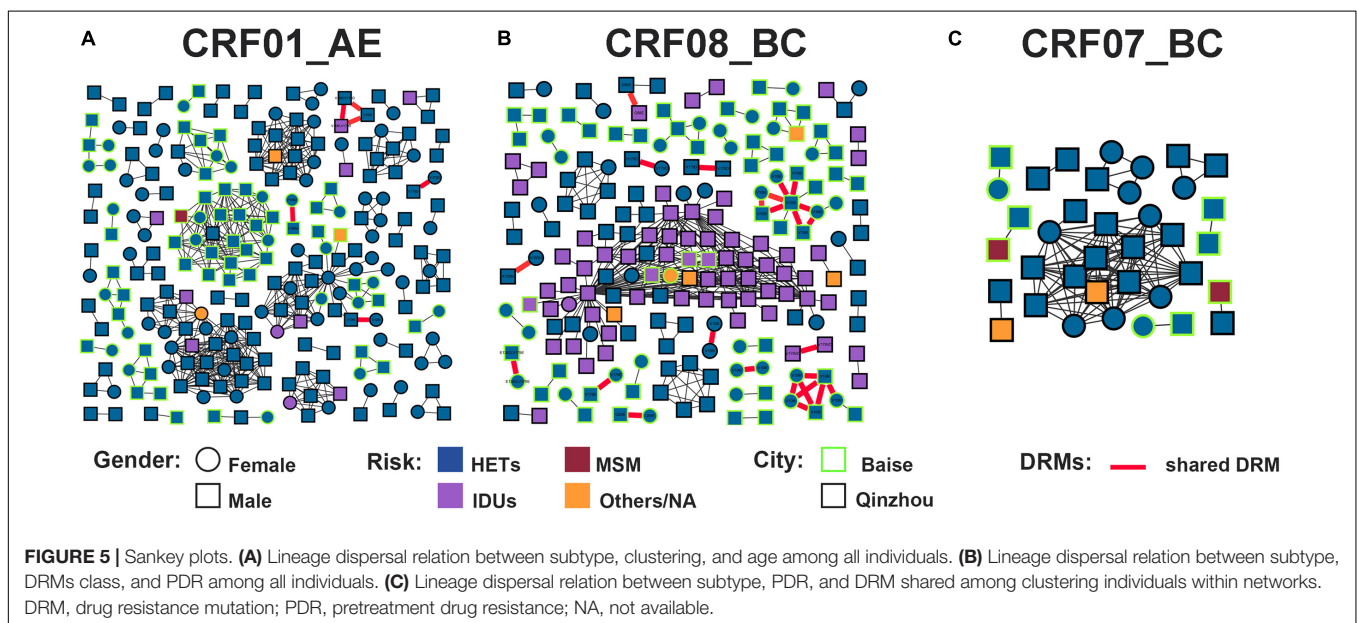 A CRF01_AE
B CRF08_BC
C CRF07_BC
Gender: Female Risk: HETs MSM City: Baise DRMs: shared DRM
Male IDUs Others/NA Qinzhou
FIGURE 5 | Sankey plots. (A) Lineage dispersal relation between subtype, clustering, and age among all individuals. (B) Lineage dispersal relation between subtype,
DRMs class, and PDR among all individuals. (C) Lineage dispersal relation between subtype, PDR, and DRM shared among clustering individuals within networks.
DRM, drug resistance mutation; PDR, pretreatment drug resistance; NA, not available.